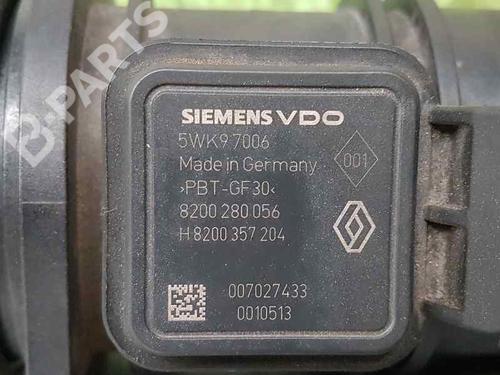 B-PARTS
SIEMENS VDO
5WK9 7006
Made in Germany
>PBT-GF30<
8200 280 056
H 8200 357 204
001
007027433
0010513